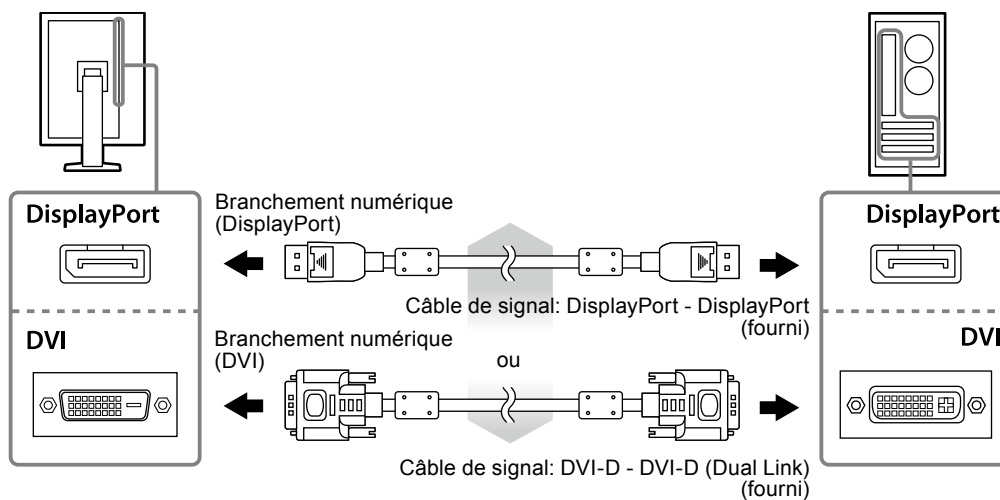 DisplayPort
Branchement numérique
(DisplayPort)
DisplayPort
Câble de signal: DisplayPort - DisplayPort
(fourni)
DVI
Branchement numérique
(DVI)
ou
DVI
Câble de signal: DVI-D - DVI-D (Dual Link)
(fourni)